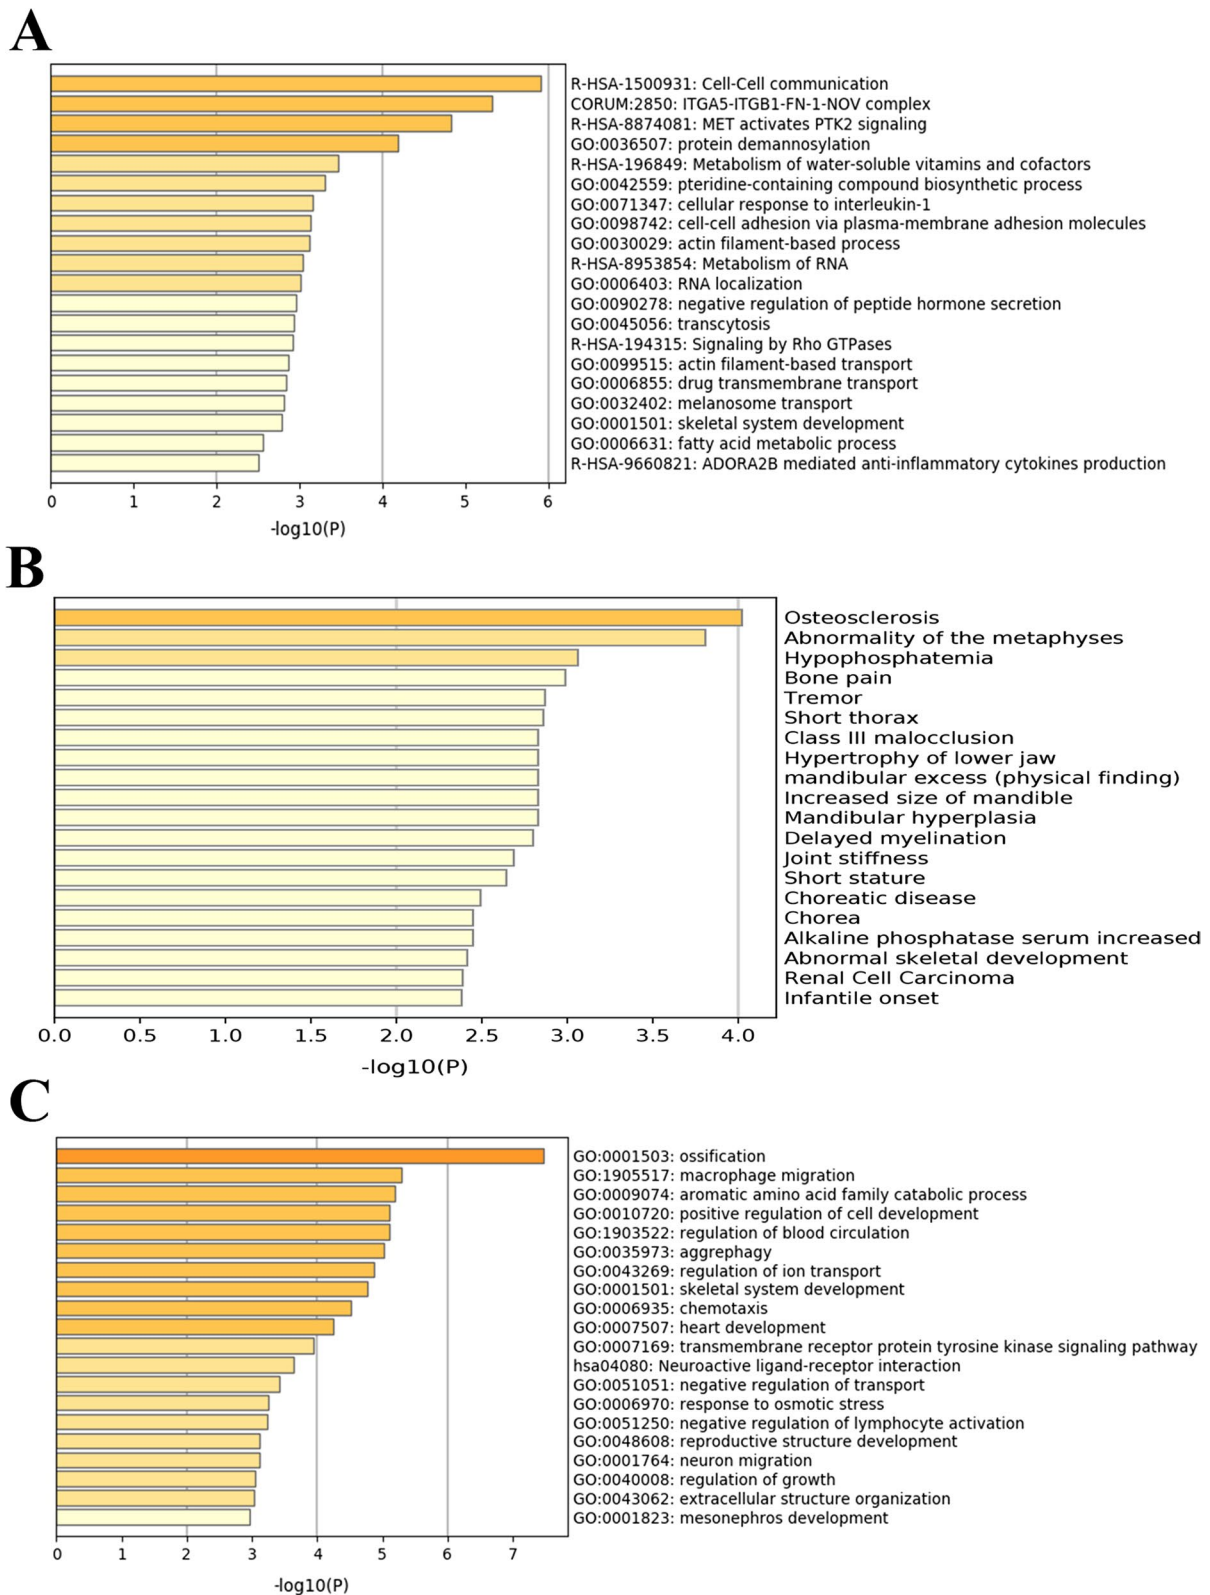 A
R-HSA-1500931: Cell-Cell communication
CORUM:2850: ITGA5-ITGB1-FN-1-NOV complex
R-HSA-8874081: MET activates PTK2 signaling
GO:0036507: protein demannosylation
R-HSA-196849: Metabolism of water-soluble vitamins and cofactors
GO:0042559: pteridine-containing compound biosynthetic process
GO:0071347: cellular response to interleukin-1
GO:0098742: cell-cell adhesion via plasma-membrane adhesion molecules
GO:0030029: actin filament-based process
R-HSA-8953854: Metabolism of RNA
GO:0006403: RNA localization
GO:0090278: negative regulation of peptide hormone secretion
GO:0045056: transcytosis
R-HSA-194315: Signaling by Rho GTPases
GO:0099515: actin filament-based transport
GO:0006855: drug transmembrane transport
GO:0032402: melanosome transport
GO:0001501: skeletal system development
GO:0006631: fatty acid metabolic process
R-HSA-9660821: ADORA2B mediated anti-inflammatory cytokines production
0 1 2 3 4 5 6
-log10(P)
B
Osteosclerosis
Abnormality of the metaphyses
Hypophosphatemia
Bone pain
Tremor
Short thorax
Class III malocclusion
Hypertrophy of lower jaw
mandibular excess (physical finding)
Increased size of mandible
Mandibular hyperplasia
Delayed myelination
Joint stiffness
Short stature
Choreatic disease
Chorea
Alkaline phosphatase serum increased
Abnormal skeletal development
Renal Cell Carcinoma
Infantile onset
0.0 0.5 1.0 1.5 2.0 2.5 3.0 3.5 4.0
-log10(P)
C
GO:0001503: ossification
GO:1905517: macrophage migration
GO:0009074: aromatic amino acid family catabolic process
GO:0010720: positive regulation of cell development
GO:1903522: regulation of blood circulation
GO:0035973: aggrephagy
GO:0043269: regulation of ion transport
GO:0001501: skeletal system development
GO:0006935: chemotaxis
GO:0007507: heart development
GO:0007169: transmembrane receptor protein tyrosine kinase signaling pathway
hsa04080: Neuroactive ligand-receptor interaction
GO:0051051: negative regulation of transport
GO:0006970: response to osmotic stress
GO:0051250: negative regulation of lymphocyte activation
GO:0048608: reproductive structure development
GO:0001764: neuron migration
GO:0040008: regulation of growth
GO:0043062: extracellular structure organization
GO:0001823: mesonephros development
0 1 2 3 4 5 6 7
-log10(P)